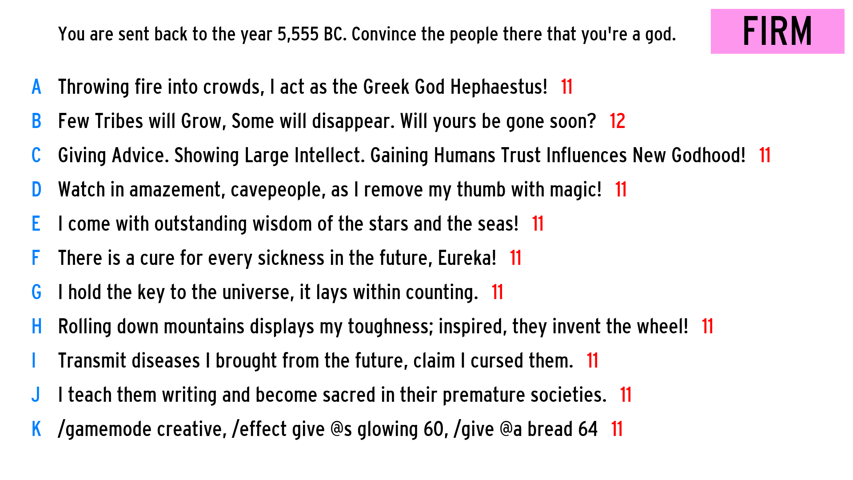 You are sent back to the year 5,555 BC. Convince the people there that you're a god.
FIRM
A Throwing fire into crowds, I act as the Greek God Hephaestus! 11
B Few Tribes will Grow, Some will disappear. Will yours be gone soon? 12
C Giving Advice. Showing Large Intellect. Gaining Humans Trust Influences New Godhood! 11
D Watch in amazement, cavepeople, as I remove my thumb with magic! 11
E I come with outstanding wisdom of the stars and the seas! 11
F There is a cure for every sickness in the future, Eureka! 11
G I hold the key to the universe, it lays within counting. 11
H Rolling down mountains displays my toughness; inspired, they invent the wheel! 11
I Transmit diseases I brought from the future, claim I cursed them. 11
J I teach them writing and become sacred in their premature societies. 11
K /gamemode creative, /effect give @s glowing 60, /give @a bread 64 11